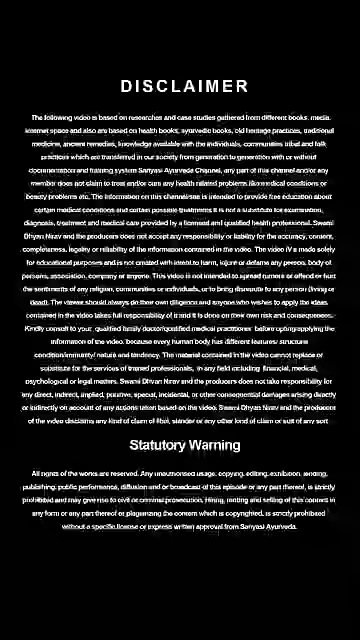 DISCLAIMER
The following video is based on researcher and case studies gathered from different books, media,
internet space and also are based on health books, ayurvedic books, old heritage practices, traditional
medicine, ancient remedies, knowledge available with the individuals, communities tribal and folk
practices which are transferred in our society from generation to generation with or without
documentation and training system Sanyasi Ayurveda Channel, any part of this channel and/or any
member does not claim to treat and/or cure any health related problems like medical conditions or
beauty problems etc. The information on this channel/site is intended to provide free education about
certain medical conditions and certain possible treatments it is not a substitute for examination,
diagnosis, treatment and medical care provided by a licensed and qualified health professional. Swami
Dhyan Nirav and the producers does not accept any responsibility or liability for the accuracy, content,
completeness, legality or reliability of the information contained in the video. The video is made solely
for educational purposes and is not created with intent to harm, injure or defame any person, body of
persons, association, company or anyone. This video is not intended to spread rumors or offend or hurt
the sentiments of any religion, communities or individuals, or to bring disrepute to any person (living or
dead). The viewer should always do their own diligence and anyone who wishes to apply the ideas
contained in the video takes full responsibility of it and it is done on their own risk and consequences.
Kindly consult to your qualified family doctor/qualified medical practitioner before opting/applying the
information of the video, because every human body has different features/ structure
condition/immunity/ nature and tendency. The material contained in the video cannot replace or
substitute for the services of trained professionals, in any field including financial, medical,
psychological or legal matters. Swami Dhyan Nirav and the producers does not take responsibility for
any direct, indirect, implied, punitive, special, incidental, or other consequential damages arising directly
or indirectly on account of any actions taken based on the video. Swami Dhyan Nirav and the producers
of the video disclaims any kind of claim of libel, slander or any other kind of claim or suit of any sort
Statutory Warning
All rights of the works are reserved. Any unauthorised usage, copying, editing, exhibition, lending,
publishing, public performance, diffusion and or broadcast of this episode or any part thereof, is strictly
prohibited and may give rise to civil or criminal prosecution, Hiring, renting and selling of this content in
any form or any part thereof or plagiarizing the content which is copyrighted, is strictly prohibited
without a specific license or express written approval from Sanyasi Ayurveda.